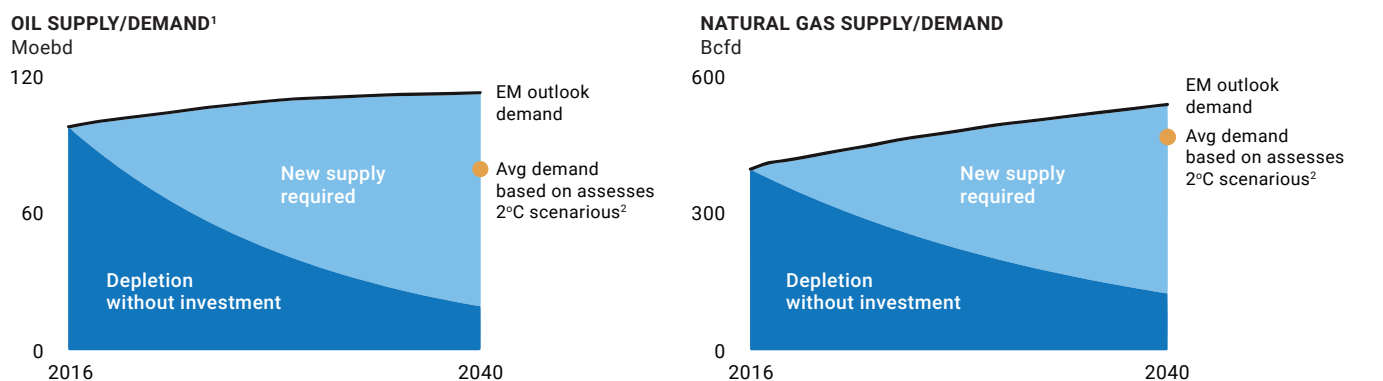 OIL SUPPLY/DEMAND¹
Moebd
120
60
0
2016
2040
New supply
required
Depletion
without investment
EM outlook
demand
Avg demand
based on assesses
2ºC scenarious²
NATURAL GAS SUPPLY/DEMAND
Bcfd
600
300
0
2016
2040
New supply
required
Depletion
without investment
EM outlook
demand
Avg demand
based on assesses
2ºC scenarious²